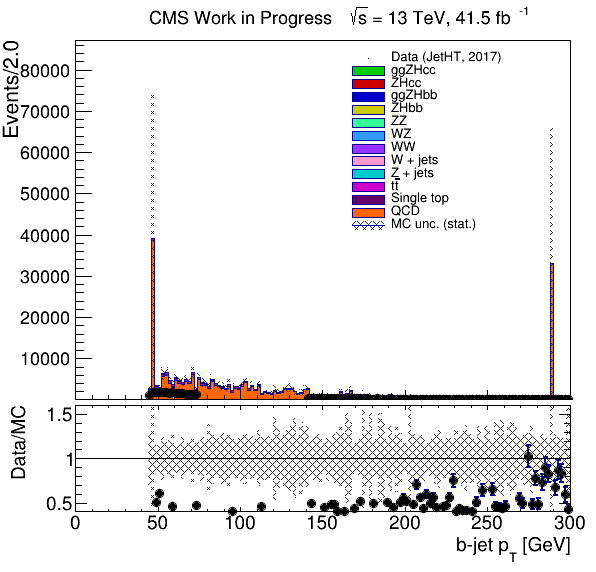 CMS Work in Progress √s = 13 TeV, 41.5 fb⁻¹
Events/2.0
80000
70000
60000
50000
40000
30000
20000
10000
Data (JetHT, 2017)
ggZHcc
ZHcc
ggZHbb
ZHbb
ZZ
WZ
WW
W + jets
Z + jets
tt̅
Single top
QCD
MC unc. (stat.)
Data/MC
1.5
1
0.5
0 50 100 150 200 250 300
b-jet p_T [GeV]